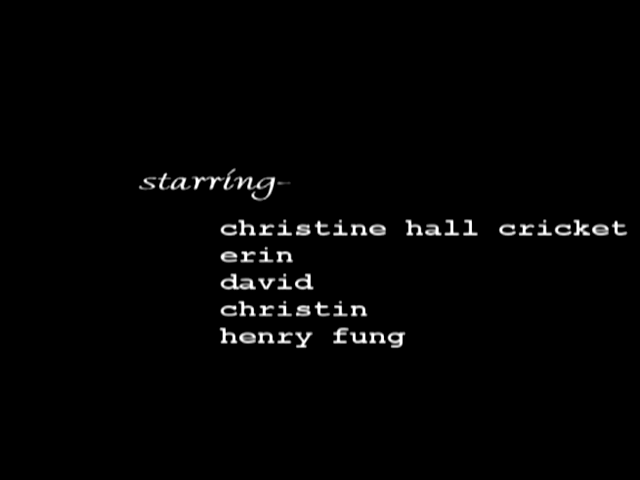 starring-
christine hall cricket
erin
david
christin
henry fung